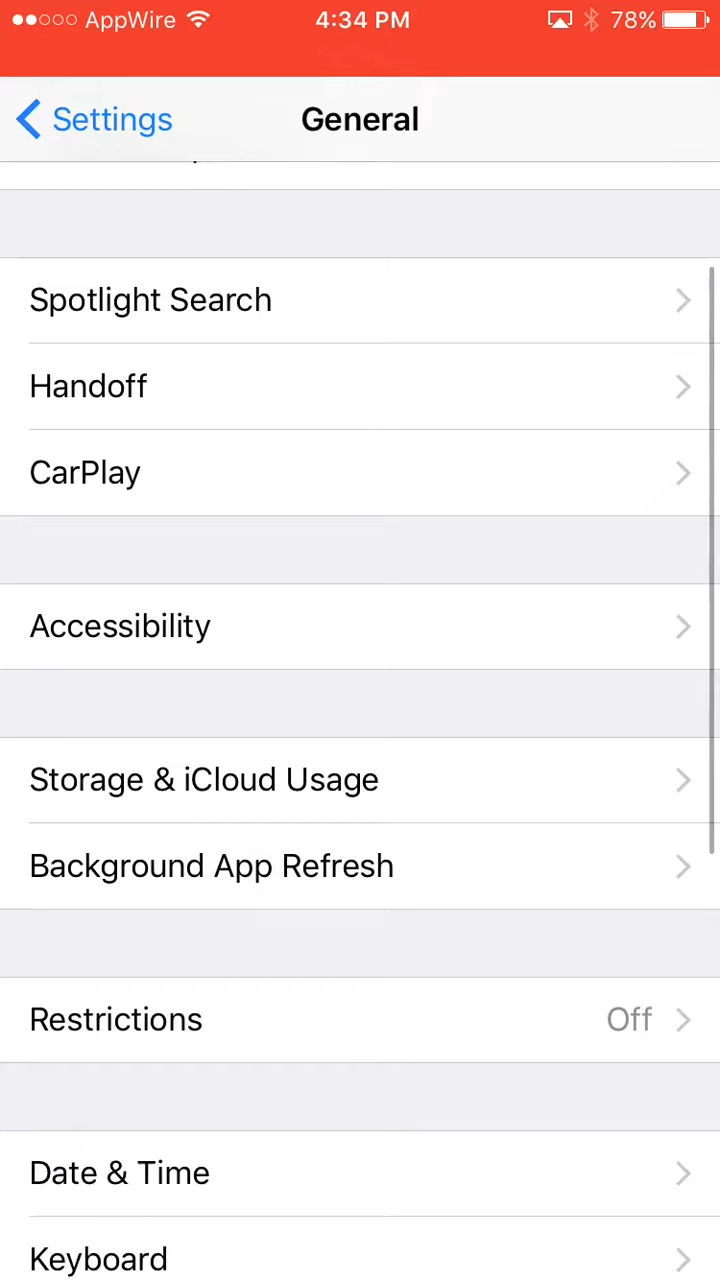 AppWire 4:34 PM 78%
Settings General
Spotlight Search
Handoff
CarPlay
Accessibility
Storage & iCloud Usage
Background App Refresh
Restrictions Off
Date & Time
Keyboard